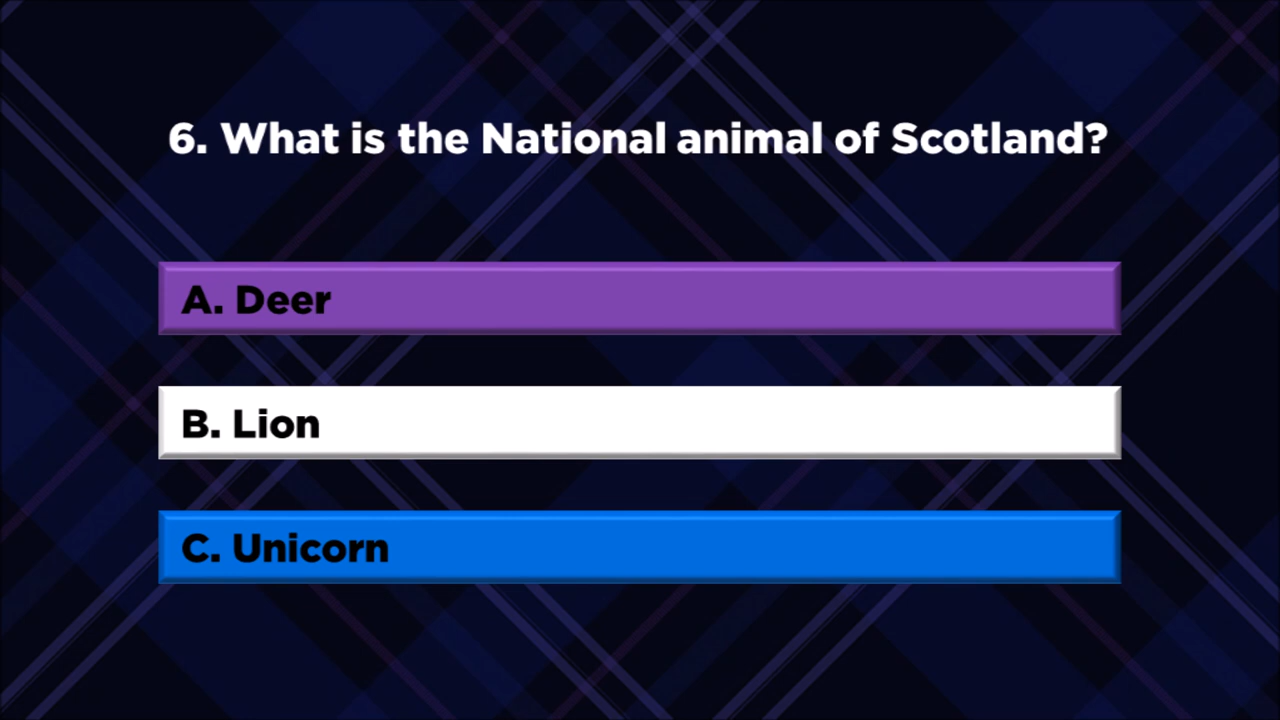 6. What is the National animal of Scotland?
A. Deer
B. Lion
C. Unicorn